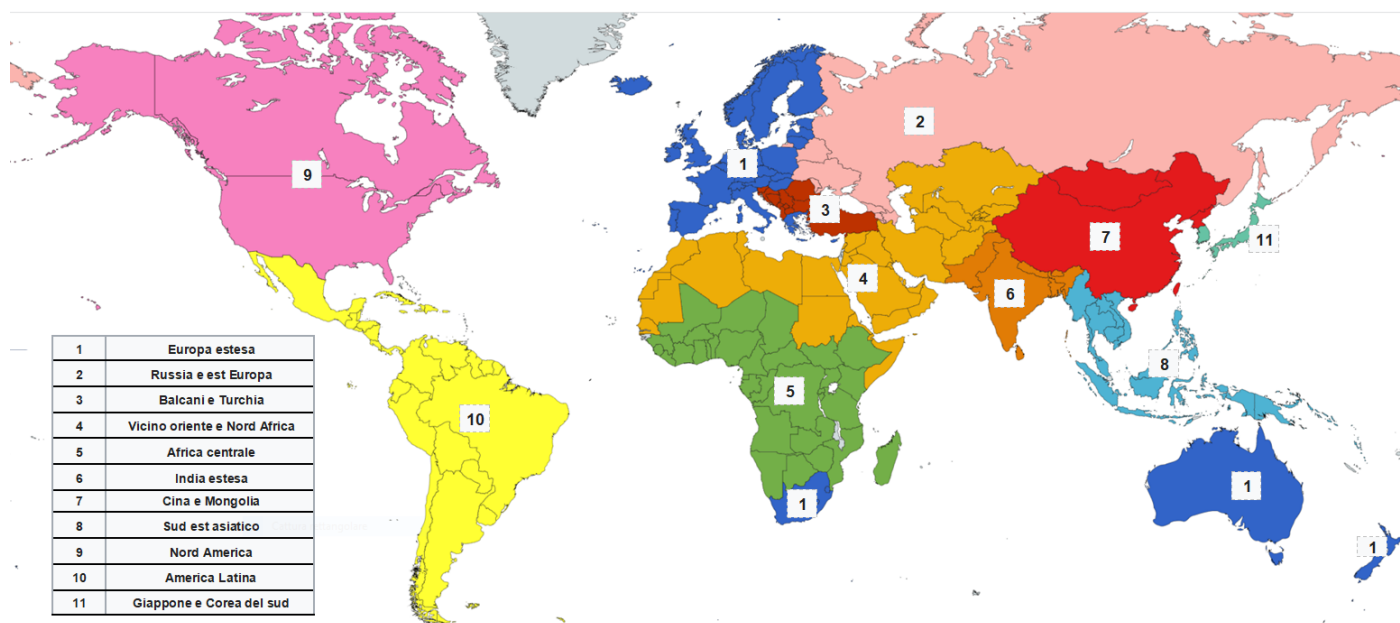 9
2
1
3
7
11
4
6
8
5
10
1
1
1
1 Europa estesa
2 Russia e est Europa
3 Balcani e Turchia
4 Vicino oriente e Nord Africa
5 Africa centrale
6 India estesa
7 Cina e Mongolia
8 Sud est asiatico
9 Nord America
10 America Latina
11 Giappone e Corea del sud